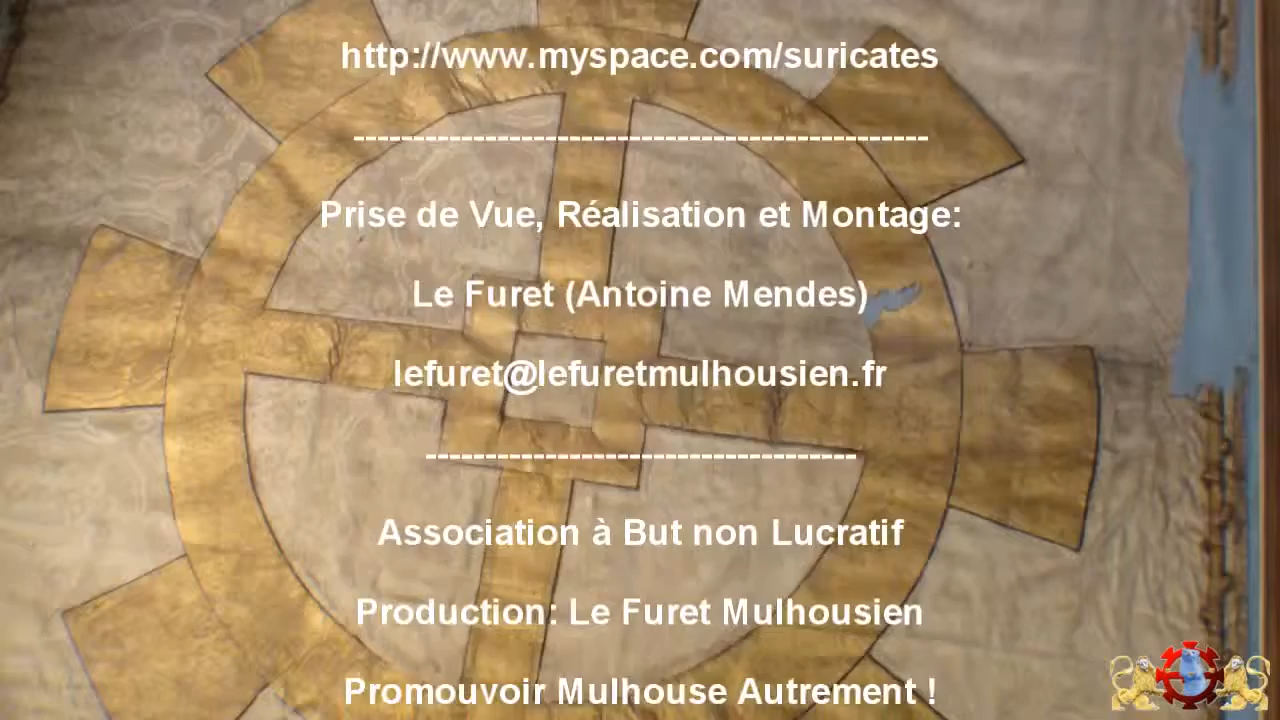 http://www.myspace.com/suricates
------------------------------------------------
Prise de Vue, Réalisation et Montage:
Le Furet (Antoine Mendes)
lefuret@lefuretmulhousien.fr
------------------------------------
Association à But non Lucratif
Production: Le Furet Mulhousien
Promouvoir Mulhouse Autrement !